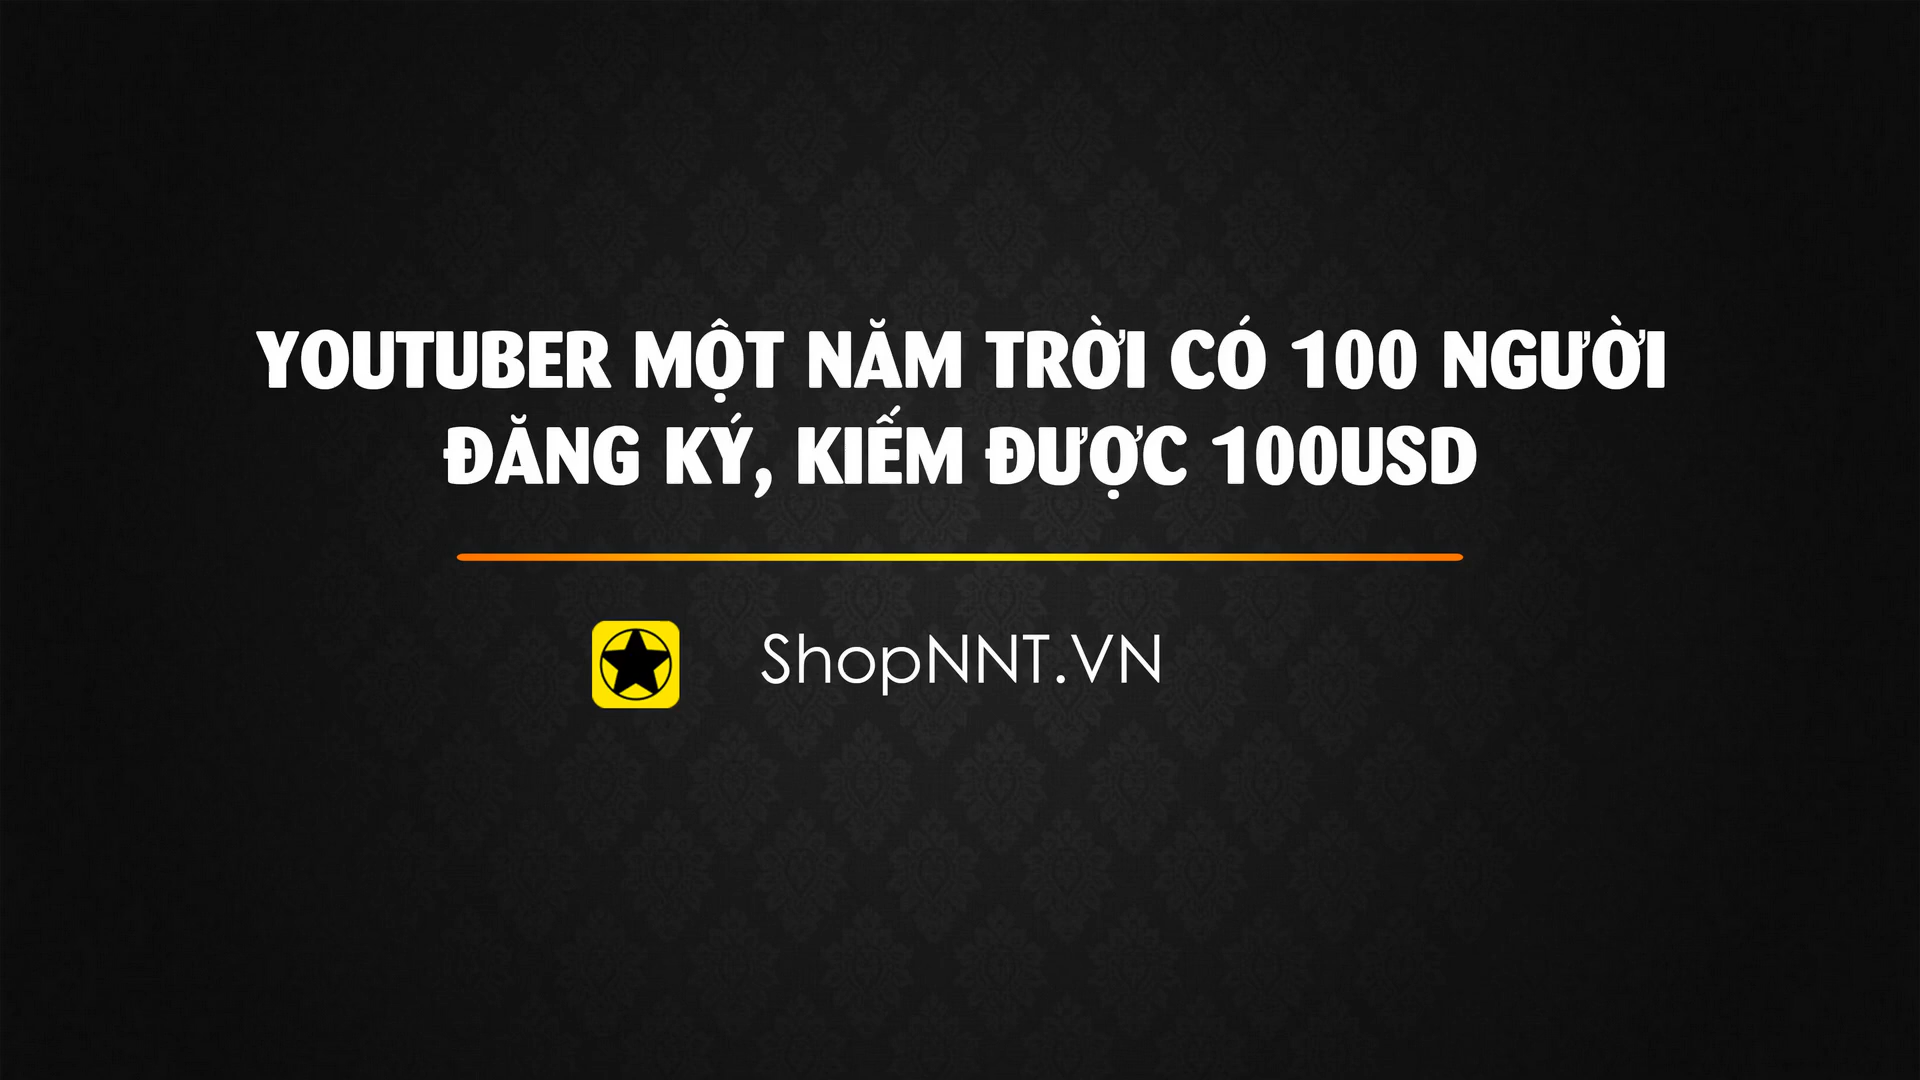 YOUTUBER MỘT NĂM TRỜI CÓ 100 NGƯỜI
ĐĂNG KÝ, KIẾM ĐƯỢC 100USD
ShopNNT.VN